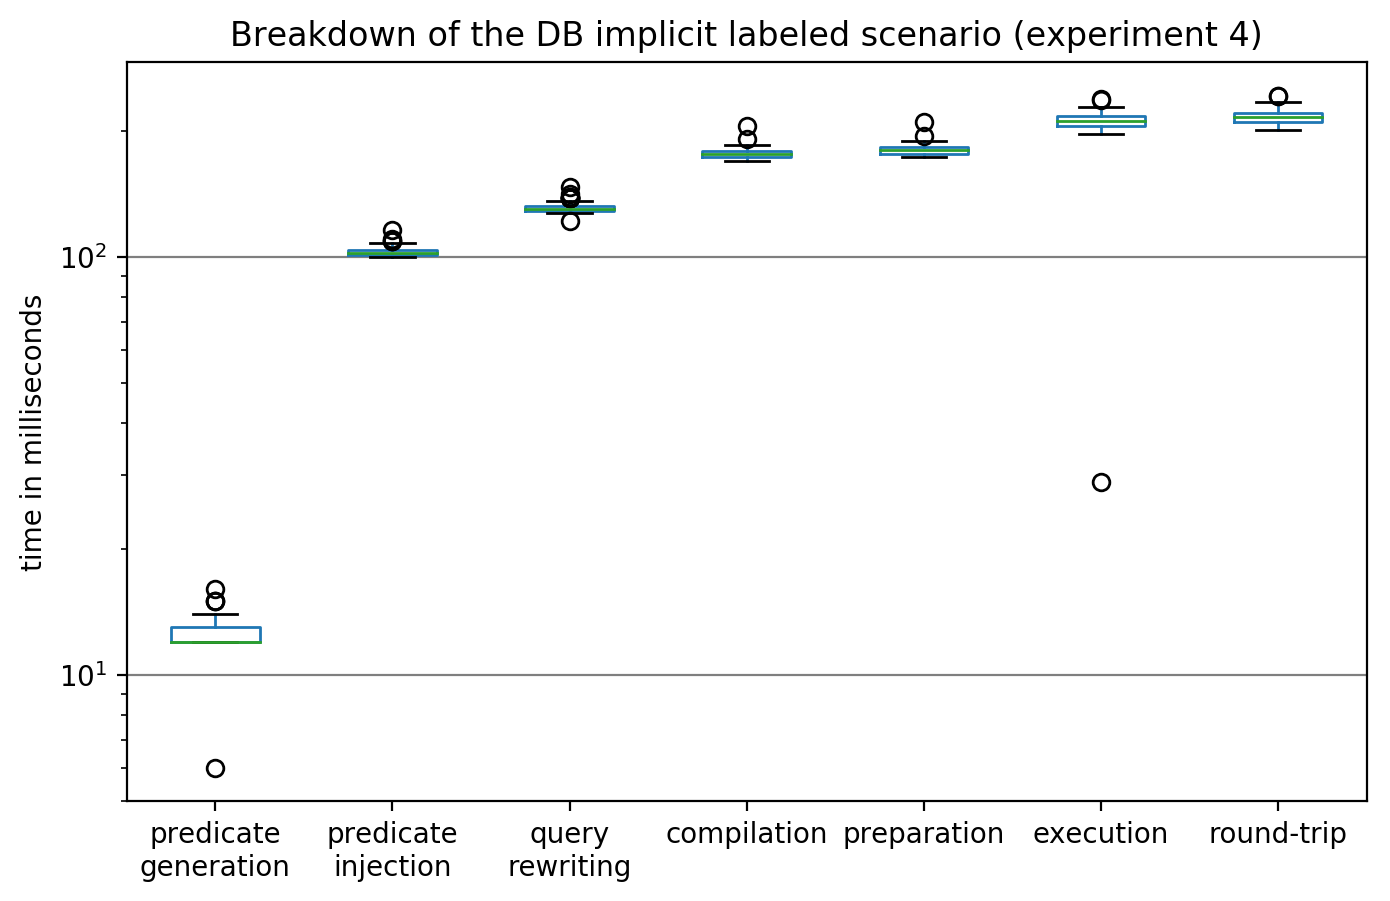 Breakdown of the DB implicit labeled scenario (experiment 4)
time in milliseconds
10²
10¹
predicate generation
predicate injection
query rewriting
compilation
preparation
execution
round-trip